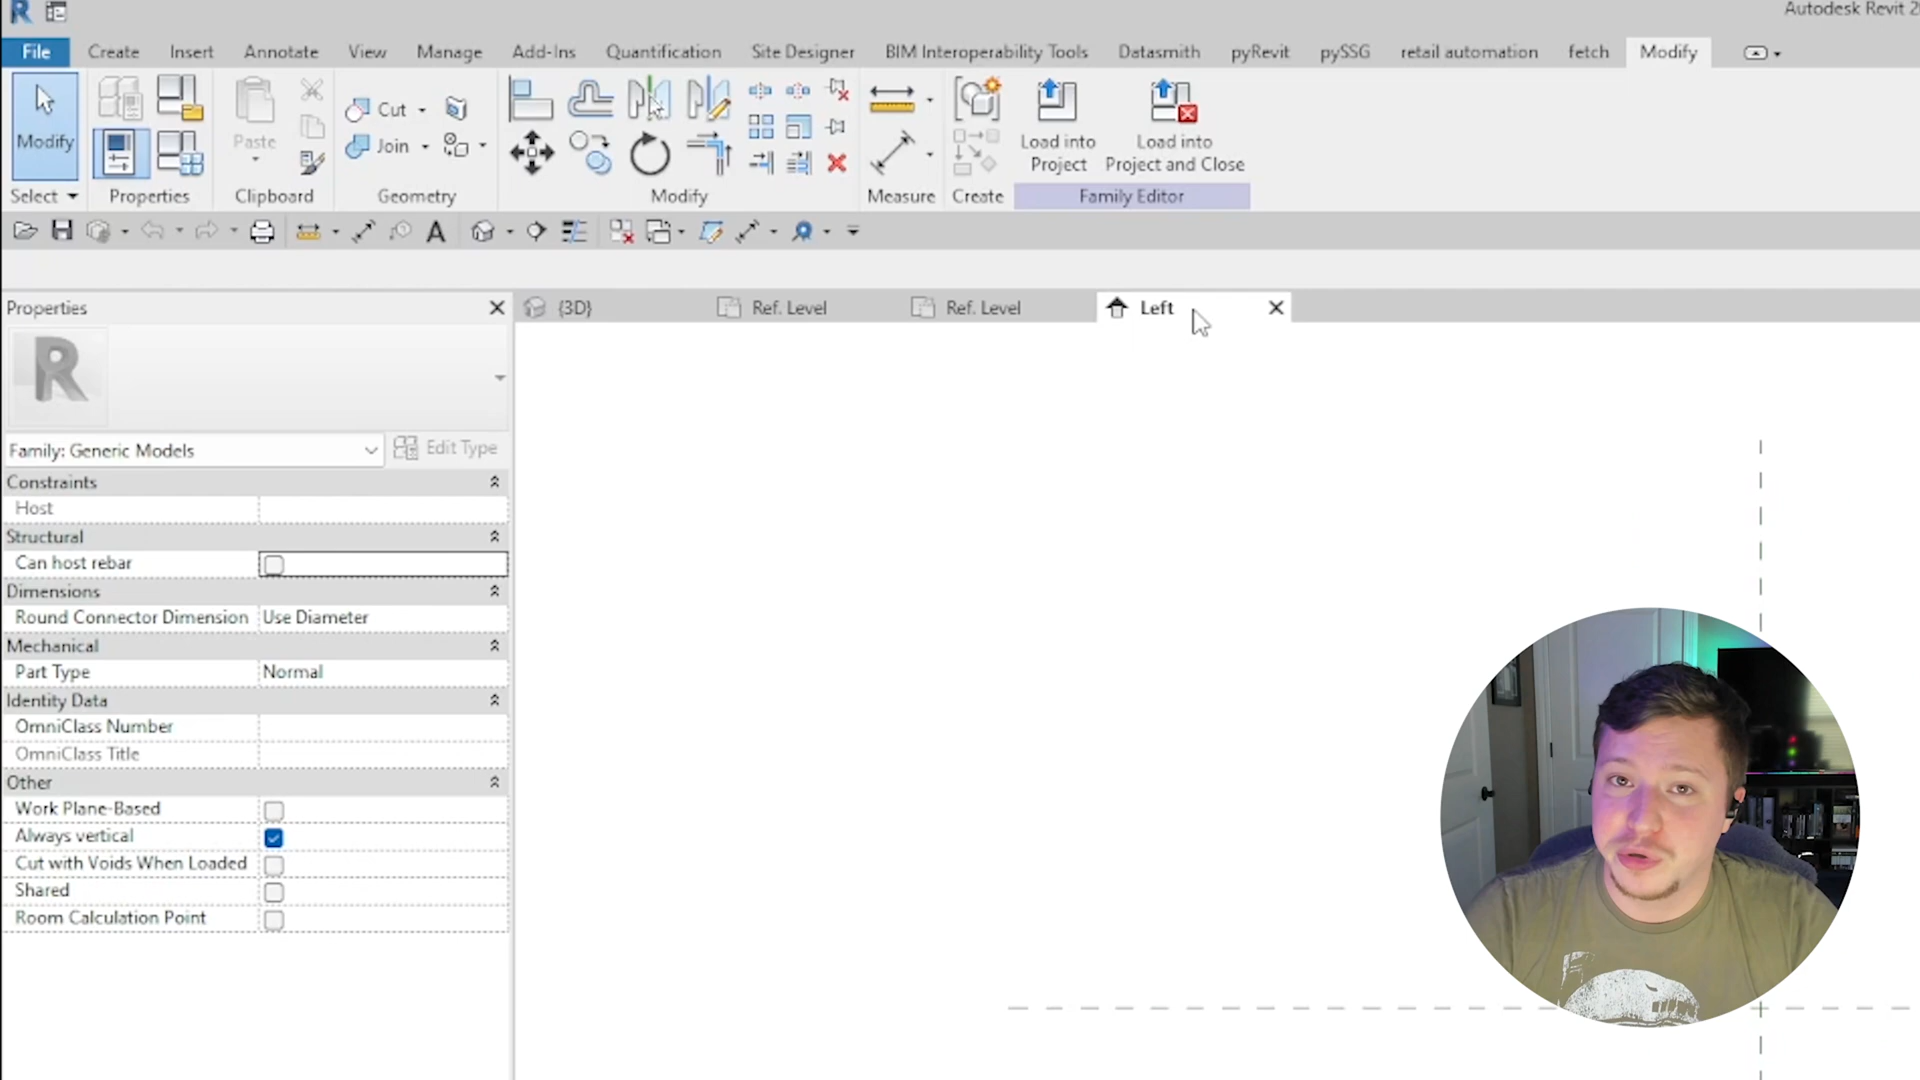 Autodesk Revit 2
File Create Insert Annotate View Manage Add-Ins Quantification Site Designer BIM Interoperability Tools Datasmith pyRevit pySSG retail automation fetch Modify
Modify
Paste
Cut
Join
Load into
Project
Load into
Project and Close
Select Properties Clipboard Geometry Modify Measure Create Family Editor
Properties
{3D} Ref. Level Ref. Level Left
Family: Generic Models Edit Type
Constraints
Host
Structural
Can host rebar
Dimensions
Round Connector Dimension Use Diameter
Mechanical
Part Type Normal
Identity Data
OmniClass Number
OmniClass Title
Other
Work Plane-Based
Always vertical
Cut with Voids When Loaded
Shared
Room Calculation Point